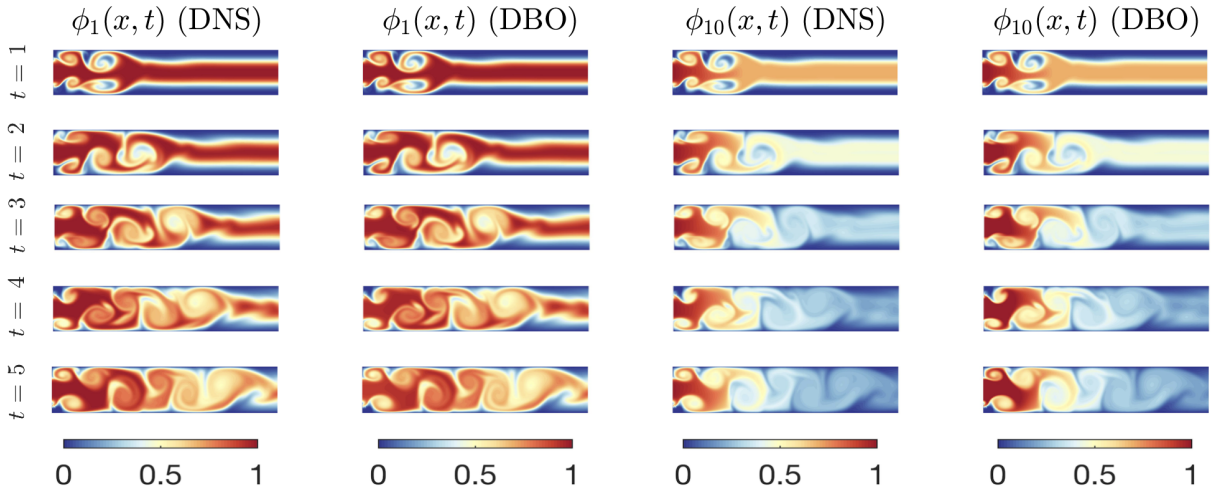 ϕ₁(x, t) (DNS) ϕ₁(x, t) (DBO) ϕ₁₀(x, t) (DNS) ϕ₁₀(x, t) (DBO)
t = 1
t = 2
t = 3
t = 4
t = 5
0 0.5 1 0 0.5 1 0 0.5 1 0 0.5 1